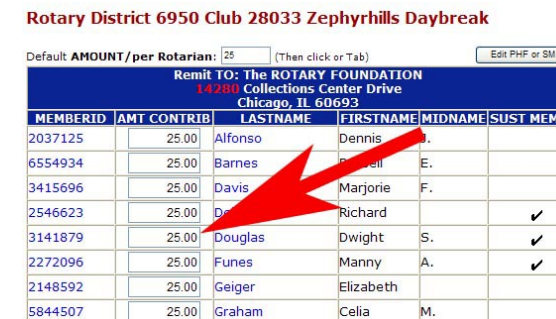 Rotary District 6950 Club 28033 Zephyrhills Daybreak
Default AMOUNT/per Rotarian: 25 (Then click or Tab) Edit PHF or SM
Remit TO: The ROTARY FOUNDATION
14280 Collections Center Drive
Chicago, IL 60693
MEMBERID AMT CONTRIB LASTNAME FIRSTNAME MIDNAME SUST MEM
2037125 25.00 Alfonso Dennis J.
6554934 25.00 Barnes E.
3415696 25.00 Davis Marjorie F.
2546623 25.00 Richard ✔
3141879 25.00 Douglas Dwight S. ✔
2272096 25.00 Funes Manny A. ✔
2148592 25.00 Geiger Elizabeth
5844507 25.00 Graham Celia M.